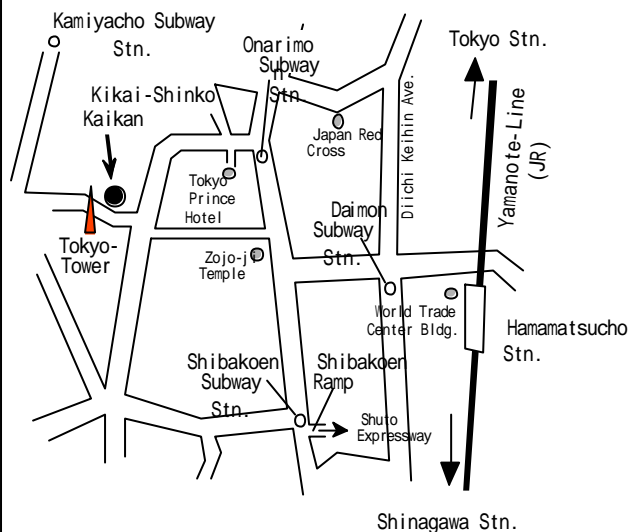 Kamiyacho Subway
Stn.
Onarimo
n
Subway
Stn.
Tokyo Stn.
Kikai-Shinko
Kaikan
Japan Red
Cross
Diichi Keihin Ave.
Yamanote-Line
(JR)
Tokyo
Prince
Hotel
Daimon
Subway
Stn.
Tokyo-
Tower
Zojo-ji
Temple
World Trade
Center Bldg.
Hamamatsucho
Stn.
Shibakoen
Subway
Stn.
Shibakoen
Ramp
Shuto
Expressway
Shinagawa Stn.